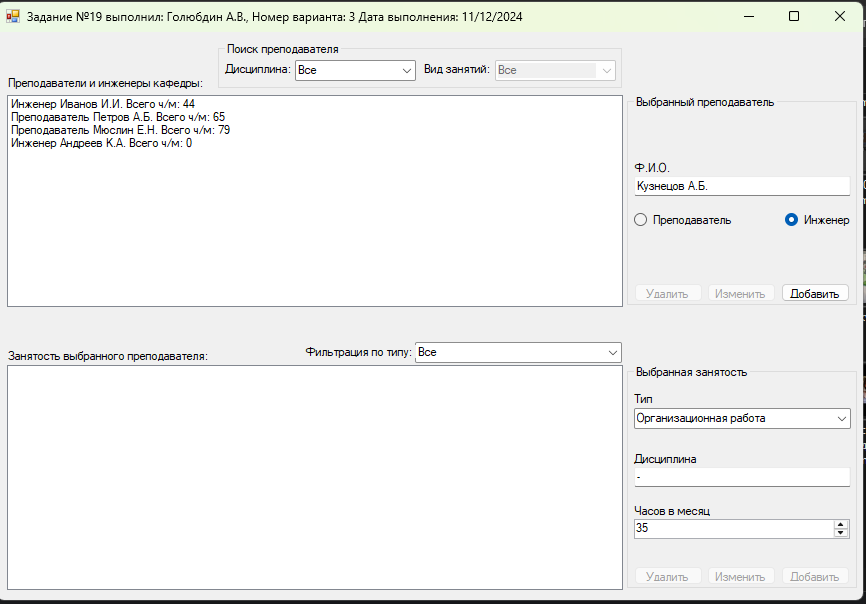 Задание №19 выполнил: Голюбдин А.В., Номер варианта: 3 Дата выполнения: 11/12/2024
Поиск преподавателя
Дисциплина: Все Вид занятий: Все
Преподаватели и инженеры кафедры:
Инженер Иванов И.И. Всего ч/м: 44
Преподаватель Петров А.Б. Всего ч/м: 65
Преподаватель Мюслин Е.Н. Всего ч/м: 79
Инженер Андреев К.А. Всего ч/м: 0
Выбранный преподаватель
Ф.И.О.
Кузнецов А.Б.
Преподаватель Инженер
Удалить Изменить Добавить
Занятость выбранного преподавателя: Фильтрация по типу: Все
Выбранная занятость
Тип
Организационная работа
Дисциплина
-
Часов в месяц
35
Удалить Изменить Добавить